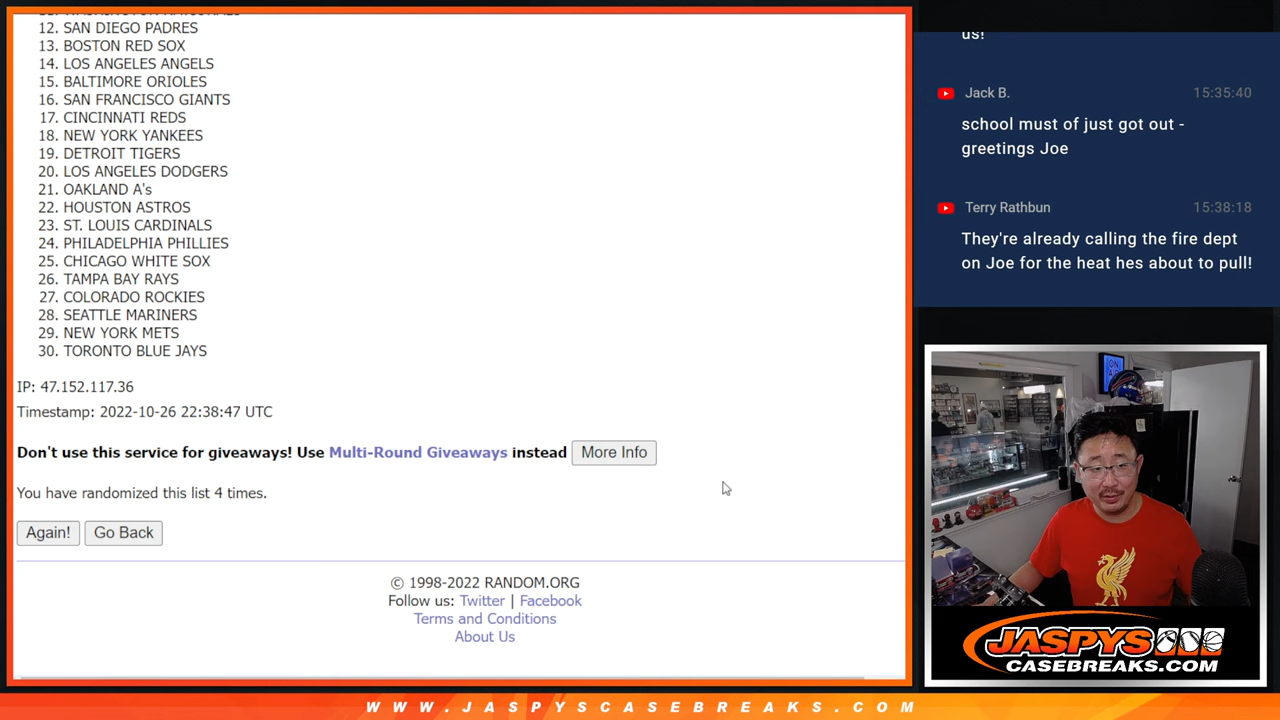 12. SAN DIEGO PADRES
13. BOSTON RED SOX
14. LOS ANGELES ANGELS
15. BALTIMORE ORIOLES
16. SAN FRANCISCO GIANTS
17. CINCINNATI REDS
18. NEW YORK YANKEES
19. DETROIT TIGERS
20. LOS ANGELES DODGERS
21. OAKLAND A's
22. HOUSTON ASTROS
23. ST. LOUIS CARDINALS
24. PHILADELPHIA PHILLIES
25. CHICAGO WHITE SOX
26. TAMPA BAY RAYS
27. COLORADO ROCKIES
28. SEATTLE MARINERS
29. NEW YORK METS
30. TORONTO BLUE JAYS
IP: 47.152.117.36
Timestamp: 2022-10-26 22:38:47 UTC
Don't use this service for giveaways! Use Multi-Round Giveaways instead More Info
You have randomized this list 4 times.
Again! Go Back
© 1998-2022 RANDOM.ORG
Follow us: Twitter | Facebook
Terms and Conditions
About Us
us!
Jack B. 15:35:40
school must of just got out -
greetings Joe
Terry Rathbun 15:38:18
They're already calling the fire dept
on Joe for the heat hes about to pull!
ON
JASPYS
CASEBREAKS.COM
WWW.JASPYSCASEBREAKS.COM